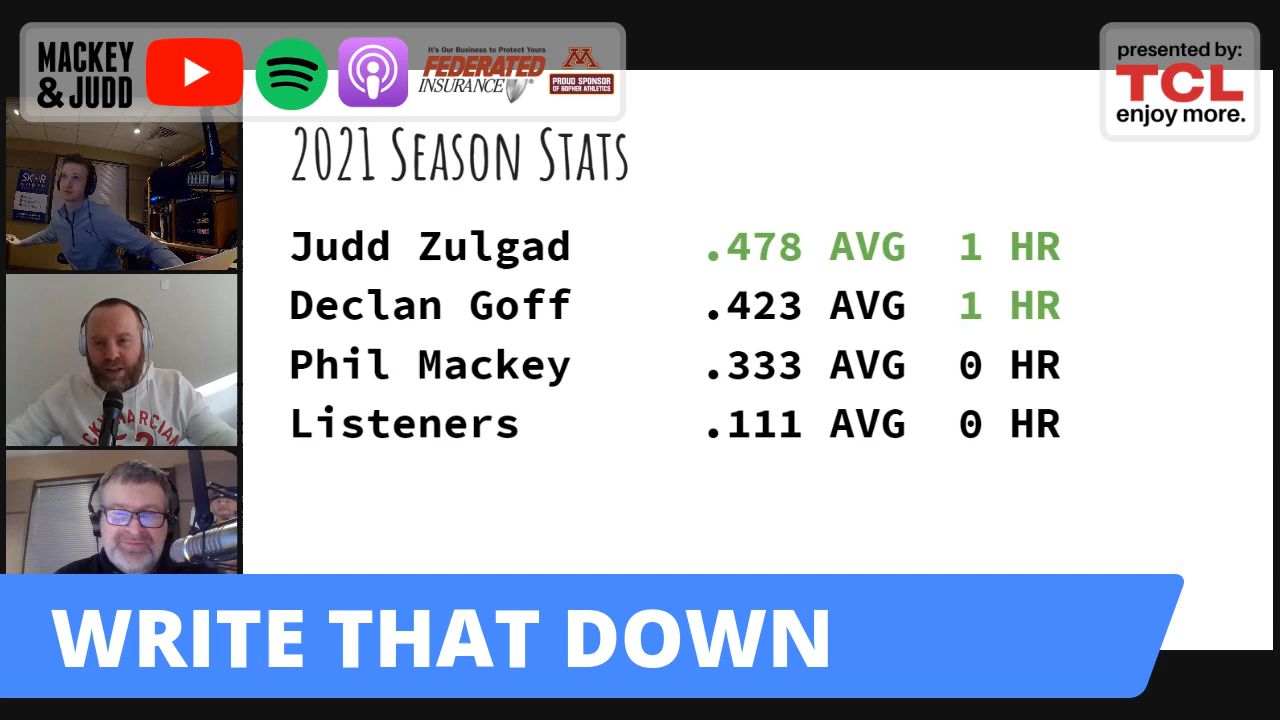 MACKEY
& JUDD
It's Our Business to Protect Yours
FEDERATED
INSURANCE
M
PROUD SPONSOR
OF GOPHER ATHLETICS
presented by:
TCL
enjoy more.
2021 Season Stats
Judd Zulgad .478 AVG 1 HR
Declan Goff .423 AVG 1 HR
Phil Mackey .333 AVG 0 HR
Listeners .111 AVG 0 HR
SKOR
NORTH
WRITE THAT DOWN